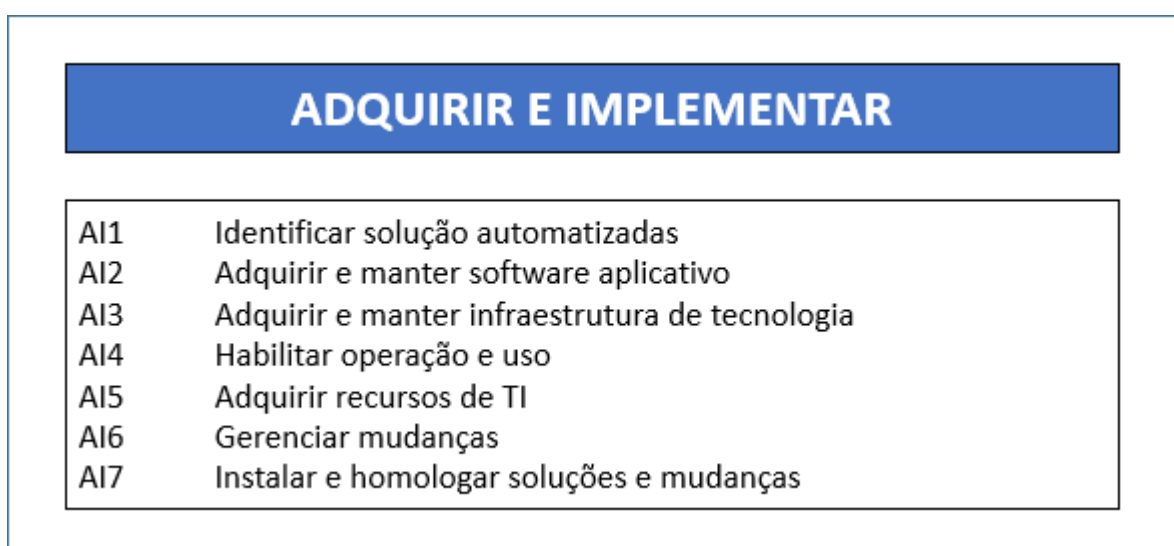 ADQUIRIR E IMPLEMENTAR
AI1 Identificar solução automatizadas
AI2 Adquirir e manter software aplicativo
AI3 Adquirir e manter infraestrutura de tecnologia
AI4 Habilitar operação e uso
AI5 Adquirir recursos de TI
AI6 Gerenciar mudanças
AI7 Instalar e homologar soluções e mudanças